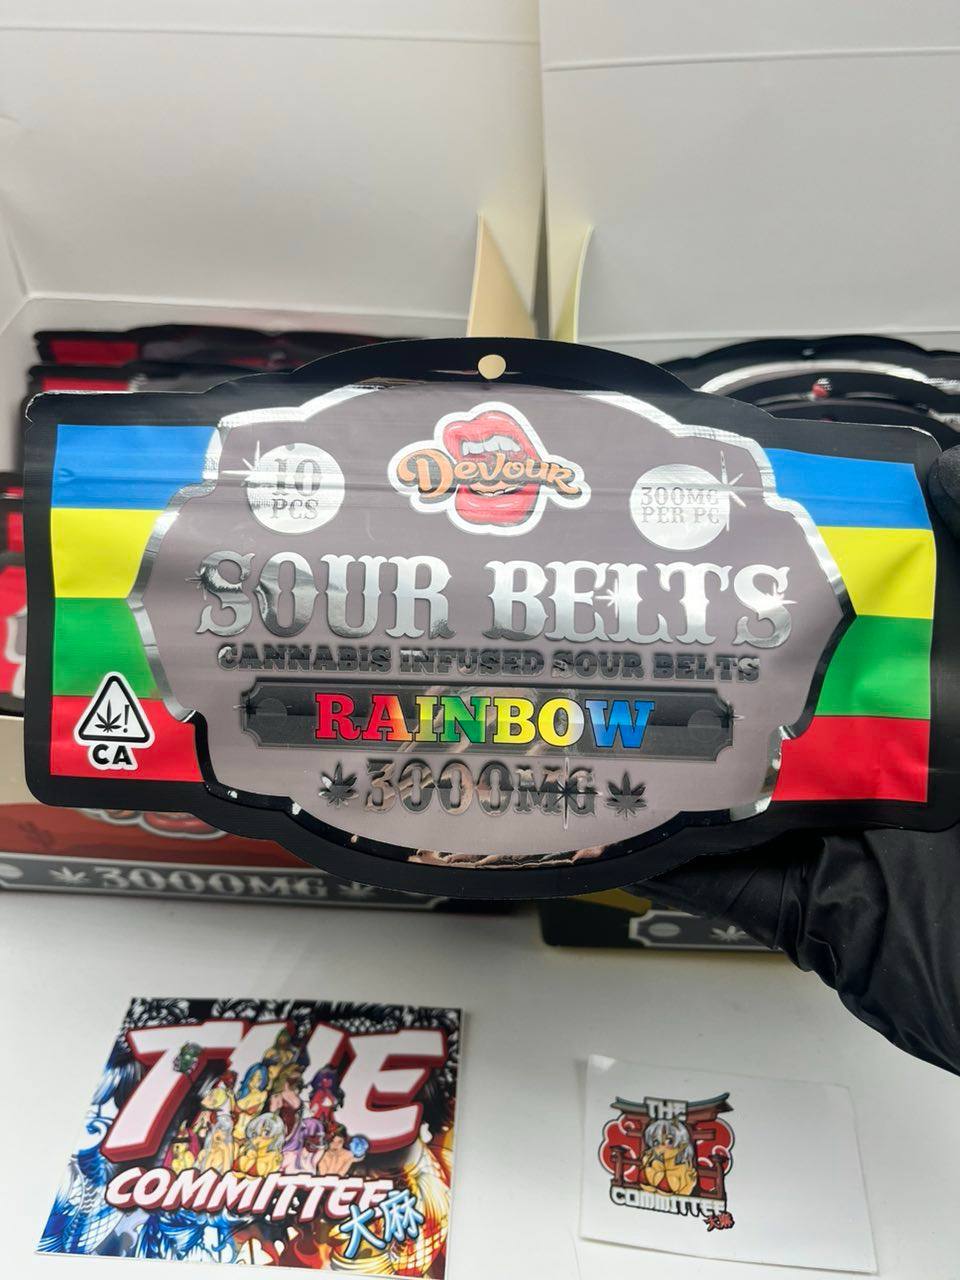 10
PCS
Devour
300MG
PER PC
SOUR BELTS
CANNABIS INFUSED SOUR BELTS
RAINBOW
3000MG
CA
3000MG
THE
COMMITTEE
大麻
THE
COMMITTEE
大麻